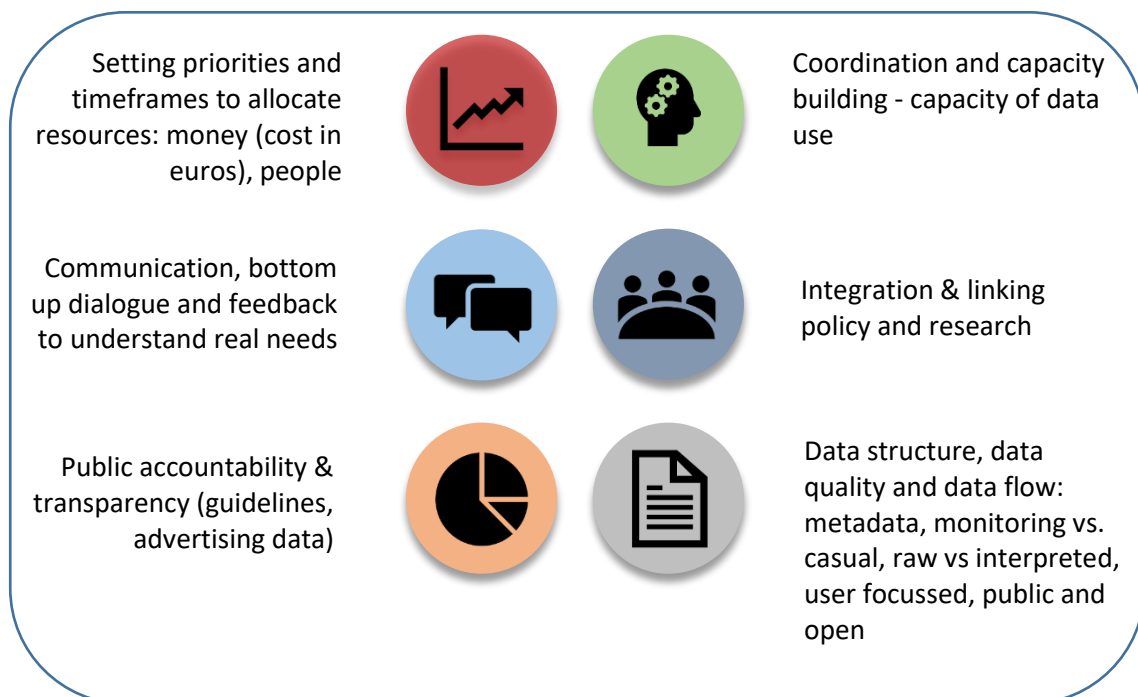 Setting priorities and
timeframes to allocate
resources: money (cost in
euros), people
Coordination and capacity
building - capacity of data
use
Communication, bottom
up dialogue and feedback
to understand real needs
Integration & linking
policy and research
Public accountability &
transparency (guidelines,
advertising data)
Data structure, data
quality and data flow:
metadata, monitoring vs.
casual, raw vs interpreted,
user focussed, public and
open